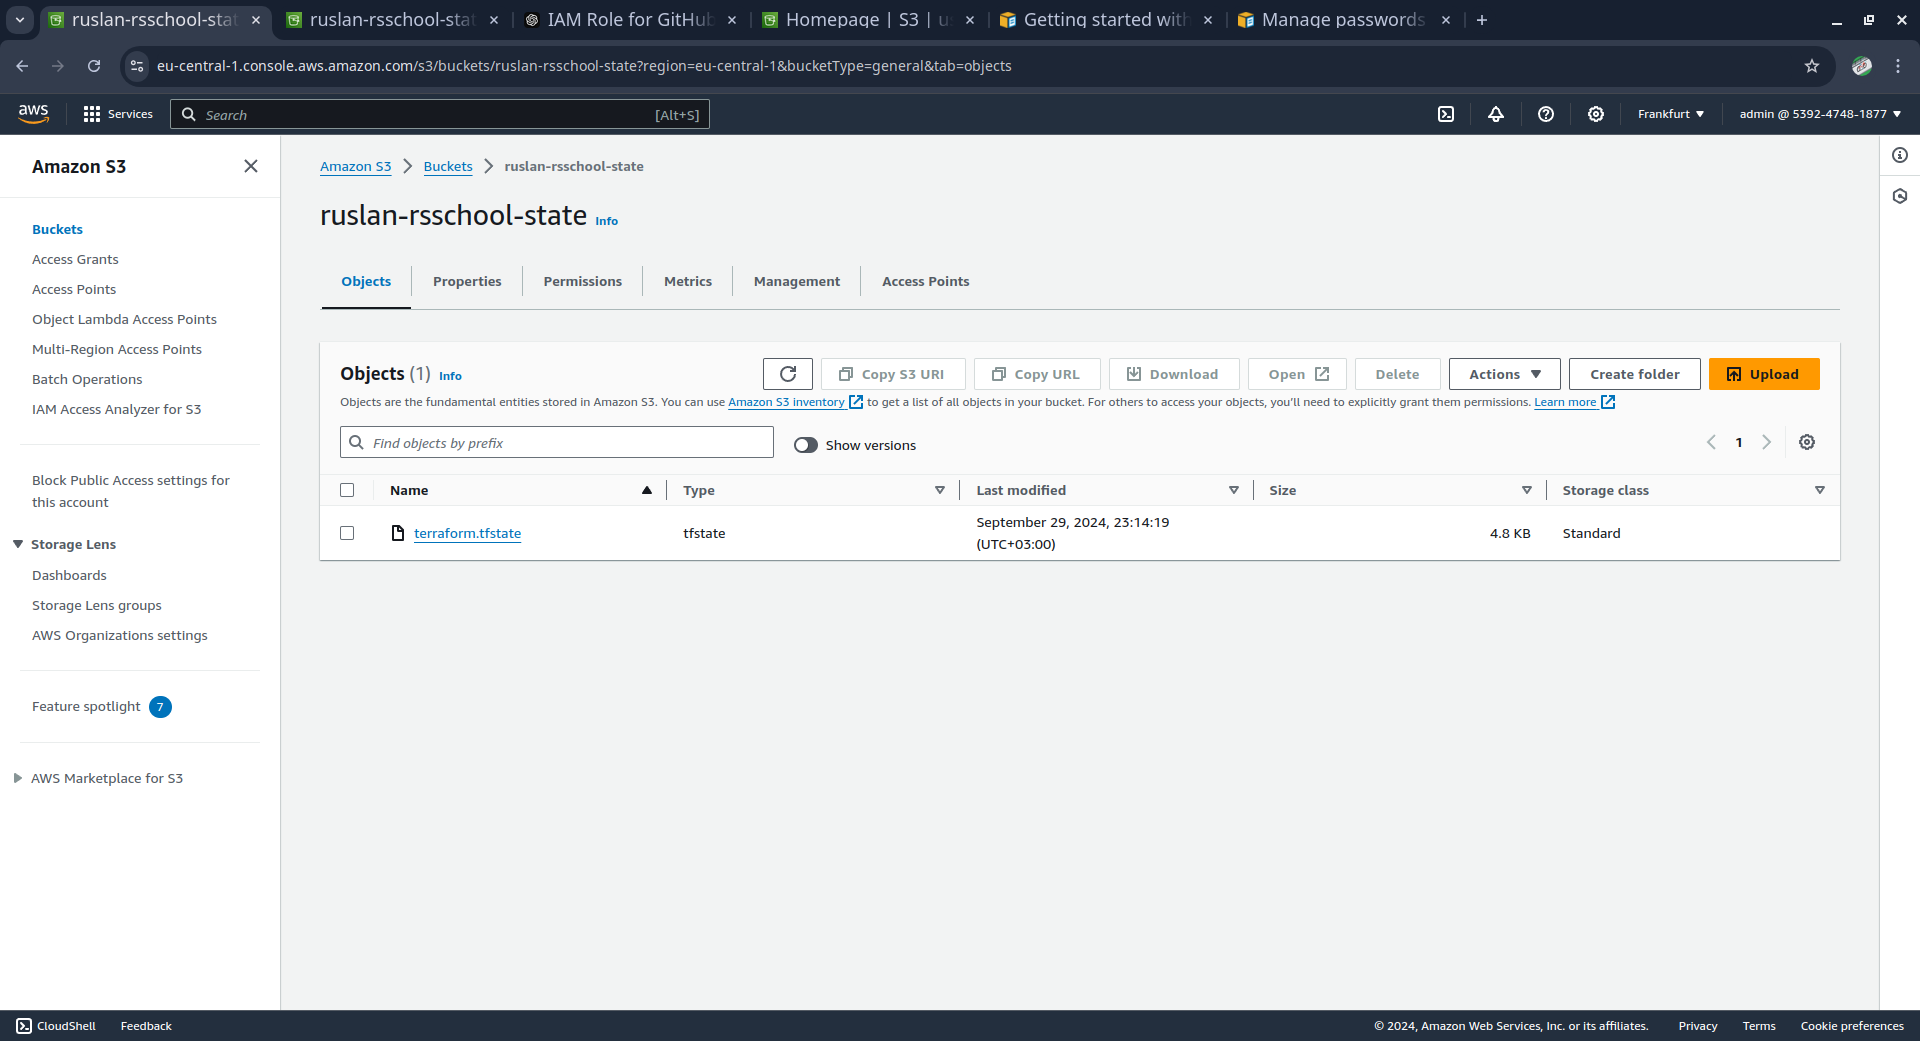 ruslan-rsschool-stat
ruslan-rsschool-stat
IAM Role for GitHub
Homepage | S3 | us
Getting started with
Manage passwords
eu-central-1.console.aws.amazon.com/s3/buckets/ruslan-rsschool-state?region=eu-central-1&bucketType=general&tab=objects
aws
Services
Search
[Alt+S]
Frankfurt
admin @ 5392-4748-1877
Amazon S3
Buckets
Access Grants
Access Points
Object Lambda Access Points
Multi-Region Access Points
Batch Operations
IAM Access Analyzer for S3
Block Public Access settings for
this account
Storage Lens
Dashboards
Storage Lens groups
AWS Organizations settings
Feature spotlight 7
AWS Marketplace for S3
Amazon S3 Buckets ruslan-rsschool-state
ruslan-rsschool-state Info
Objects Properties Permissions Metrics Management Access Points
Objects (1) Info
Copy S3 URI Copy URL Download Open Delete Actions Create folder Upload
Objects are the fundamental entities stored in Amazon S3. You can use Amazon S3 inventory to get a list of all objects in your bucket. For others to access your objects, you'll need to explicitly grant them permissions. Learn more
Find objects by prefix
Show versions
1
Name Type Last modified Size Storage class
terraform.tfstate tfstate September 29, 2024, 23:14:19 4.8 KB Standard
(UTC+03:00)
CloudShell Feedback © 2024, Amazon Web Services, Inc. or its affiliates. Privacy Terms Cookie preferences